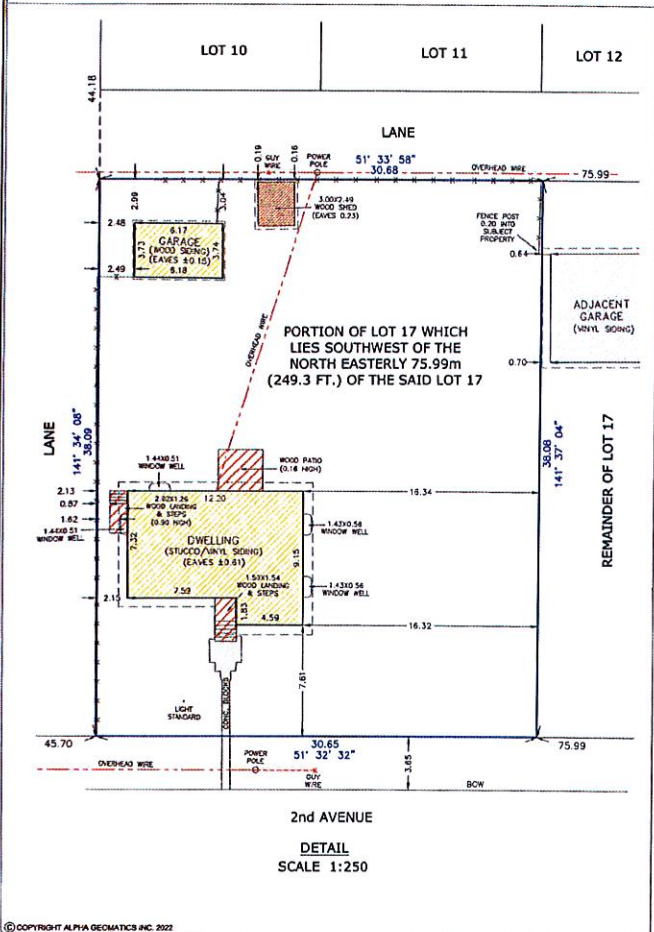 LOT 10
LOT 11
LOT 12
44.18
LANE
0.19
GUY
WIRE
0.16
POWER
POLE
51° 33' 58"
30.68
OVERHEAD WIRE
75.99
2.99
3.04
3.00X2.49
WOOD SHED
(EAVES 0.23)
2.48
6.17
GARAGE
(WOOD SIDING)
(EAVES ±0.15)
3.73
3.74
2.49
6.18
FENCE POST
0.20 INTO
SUBJECT
PROPERTY
0.64
ADJACENT
GARAGE
(VINYL SIDING)
0.70
OVERHEAD WIRE
PORTION OF LOT 17 WHICH
LIES SOUTHWEST OF THE
NORTH EASTERLY 75.99m
(249.3 FT.) OF THE SAID LOT 17
LANE
141° 34' 08"
38.09
38.08
141° 37' 04"
REMAINDER OF LOT 17
1.44X0.51
WINDOW WELL
WOOD PATIO
(0.16 HIGH)
2.13
0.87
1.62
1.44X0.51
WINDOW WELL
12.20
2.92X1.26
WOOD LANDING
& STEPS
(0.90 HIGH)
16.34
7.32
DWELLING
(STUCCO/VINYL SIDING)
(EAVES ±0.61)
9.15
1.43X0.56
WINDOW WELL
1.50X1.54
WOOD LANDING
& STEPS
1.43X0.56
WINDOW WELL
2.15
7.59
1.83
4.59
16.32
7.61
CONC. BLOCKS
LIGHT
STANDARD
45.70
30.65
51° 32' 32"
75.99
OVERHEAD WIRE
POWER
POLE
GUY
WIRE
3.65
BOW
2nd AVENUE
DETAIL
SCALE 1:250
© COPYRIGHT ALPHA GEOMATICS INC. 2022